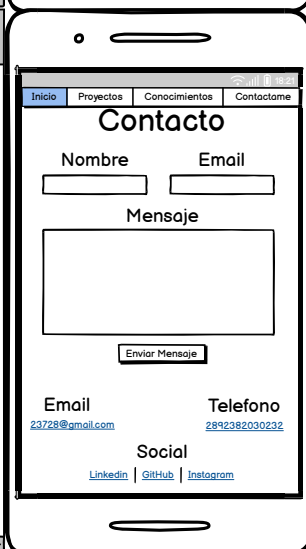 18:21
Inicio Proyectos Conocimientos Contactame
Contacto
Nombre Email
Mensaje
Enviar Mensaje
Email Telefono
23728@gmail.com 2892382030232
Social
Linkedin GitHub Instagram